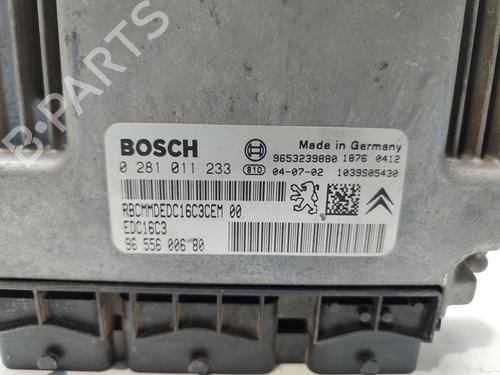 B-PARTS
BOSCH
Made in Germany
9653239880 1876 0412
0 281 011 233 810 04-07-02 1039S05430
RBCMMDEDC16C3CEM 00
EDC16C3
96 556 006 80